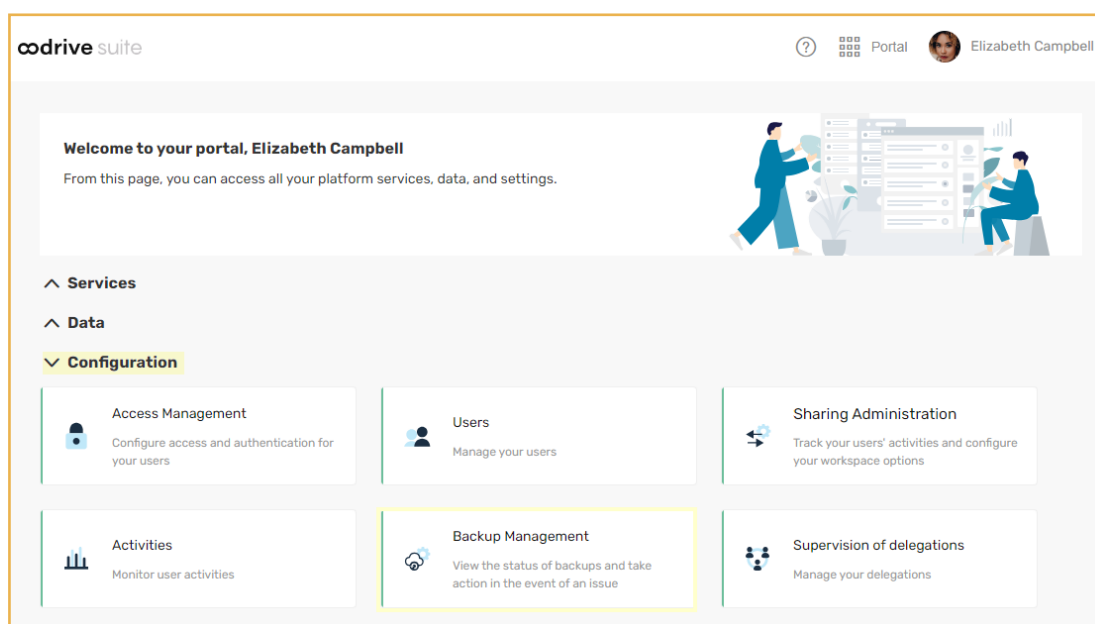 oodrive suite
? Portal Elizabeth Campbell
Welcome to your portal, Elizabeth Campbell
From this page, you can access all your platform services, data, and settings.
Services
Data
Configuration
Access Management
Configure access and authentication for
your users
Users
Manage your users
Sharing Administration
Track your users' activities and configure
your workspace options
Activities
Monitor user activities
Backup Management
View the status of backups and take
action in the event of an issue
Supervision of delegations
Manage your delegations